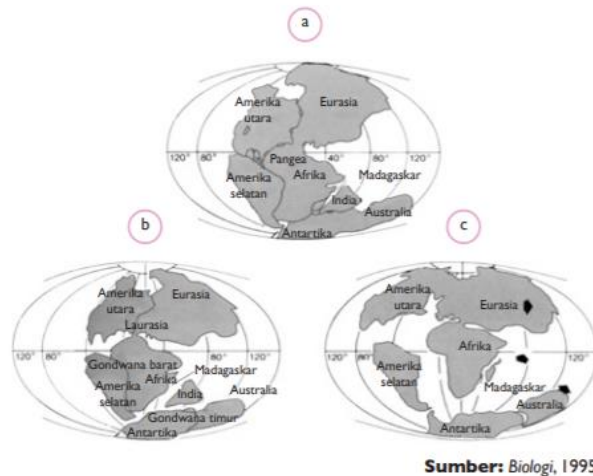 a
Amerika
utara
Eurasia
120° 80° Pangea 40° 80° 120°
Afrika
Madagaskar
Amerika
selatan
India
Australia
Antartika
b
Amerika
utara
Eurasia
Laurasia
120° 80° 80° 120°
Gondwana barat
Madagaskar
Afrika
Amerika
selatan
India
Australia
Gondwana timur
Antartika
c
Amerika
utara
Eurasia
Afrika
120° 80° 120°
Amerika
selatan
Madagaskar
Australia
Antartika
Sumber: Biologi, 1995